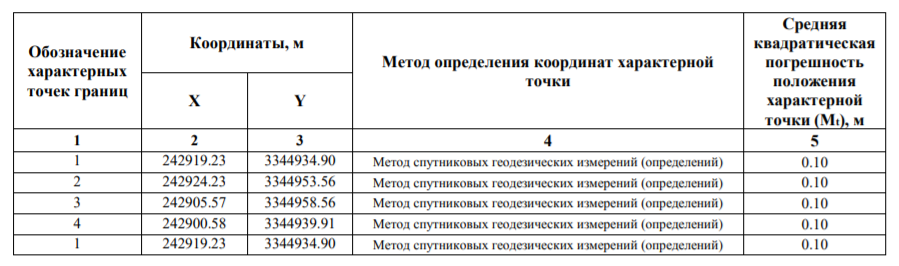 Обозначение характерных точек границ
Координаты, м
Метод определения координат характерной точки
Средняя квадратическая погрешность положения характерной точки (Mt), м
X Y
1 2 3 4 5
1 242919.23 3344934.90 Метод спутниковых геодезических измерений (определений) 0.10
2 242924.23 3344953.56 Метод спутниковых геодезических измерений (определений) 0.10
3 242905.57 3344958.56 Метод спутниковых геодезических измерений (определений) 0.10
4 242900.58 3344939.91 Метод спутниковых геодезических измерений (определений) 0.10
1 242919.23 3344934.90 Метод спутниковых геодезических измерений (определений) 0.10